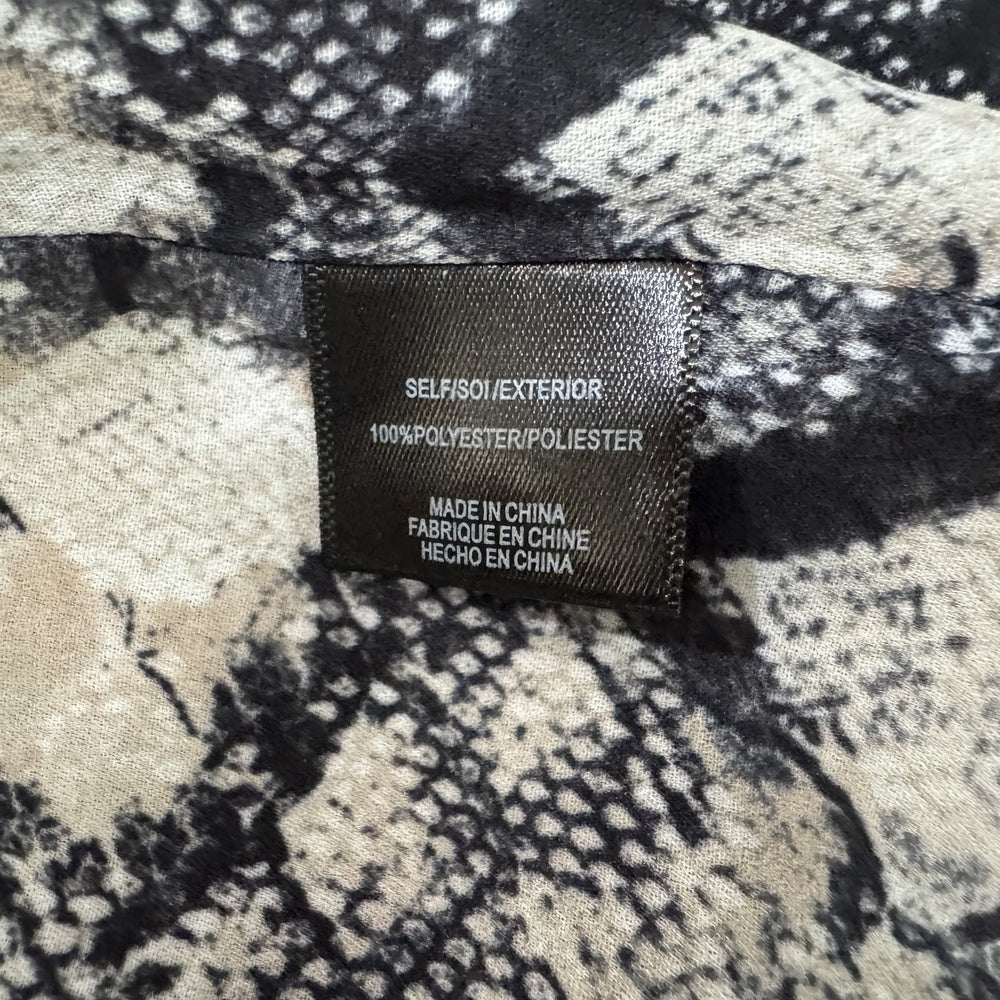 SELF/SOI/EXTERIOR
100%POLYESTER/POLIESTER
MADE IN CHINA
FABRIQUE EN CHINE
HECHO EN CHINA